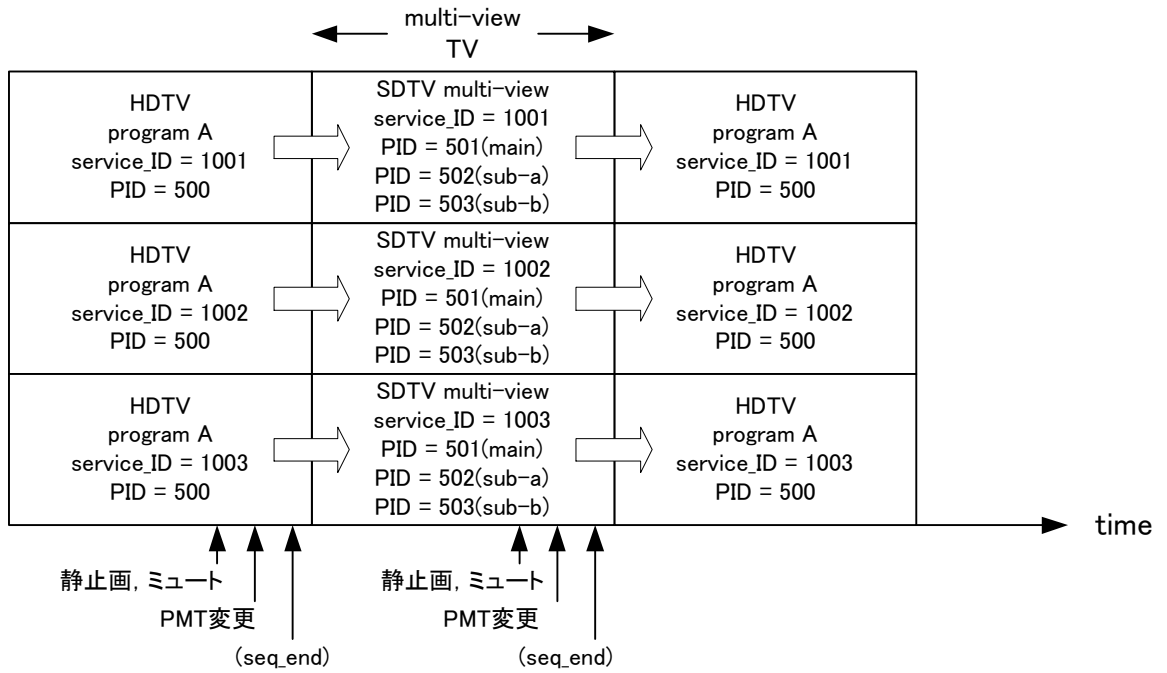 multi-view
TV
HDTV
program A
service_ID = 1001
PID = 500
SDTV multi-view
service_ID = 1001
PID = 501(main)
PID = 502(sub-a)
PID = 503(sub-b)
HDTV
program A
service_ID = 1001
PID = 500
HDTV
program A
service_ID = 1002
PID = 500
SDTV multi-view
service_ID = 1002
PID = 501(main)
PID = 502(sub-a)
PID = 503(sub-b)
HDTV
program A
service_ID = 1002
PID = 500
HDTV
program A
service_ID = 1003
PID = 500
SDTV multi-view
service_ID = 1003
PID = 501(main)
PID = 502(sub-a)
PID = 503(sub-b)
HDTV
program A
service_ID = 1003
PID = 500
time
静止画, ミュート
PMT変更
(seq_end)
静止画, ミュート
PMT変更
(seq_end)